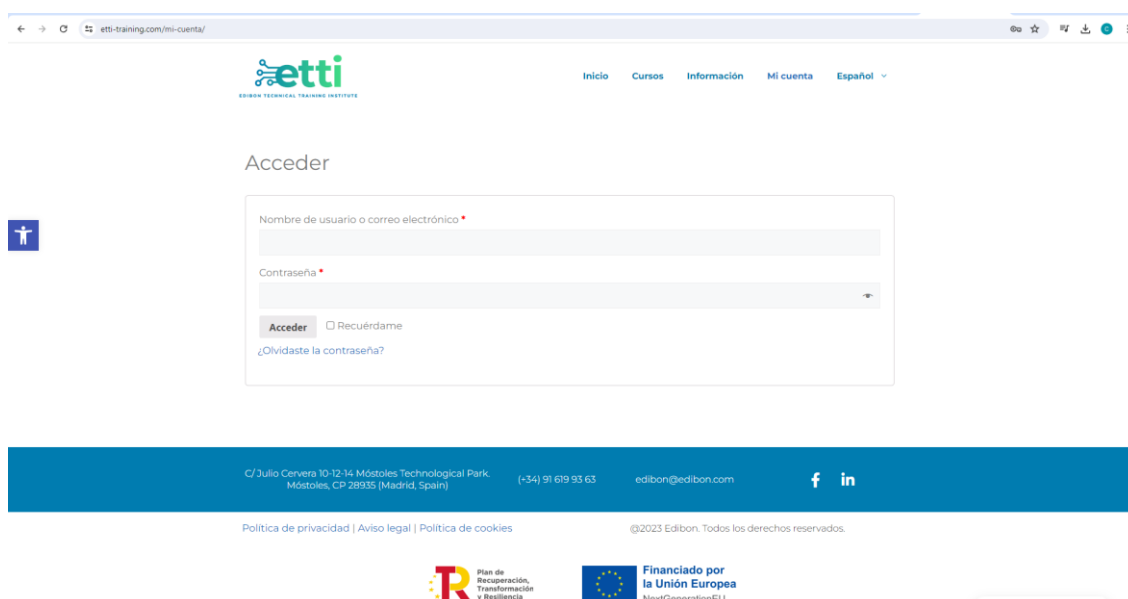 etti-training.com/mi-cuenta/
etti
EDIBON TECHNICAL TRAINING INSTITUTE
Inicio Cursos Información Mi cuenta Español
Acceder
Nombre de usuario o correo electrónico *
Contraseña *
Acceder Recuérdame
¿Olvidaste la contraseña?
C/ Julio Cervera 10-12-14 Móstoles Technological Park.
Móstoles, CP 28935 (Madrid, Spain)
(+34) 91 619 93 63
edibon@edibon.com
f in
Política de privacidad | Aviso legal | Política de cookies
@2023 Edibon. Todos los derechos reservados.
Plan de
Recuperación,
Transformación
y Resiliencia
Financiado por
la Unión Europea
NextGenerationEU